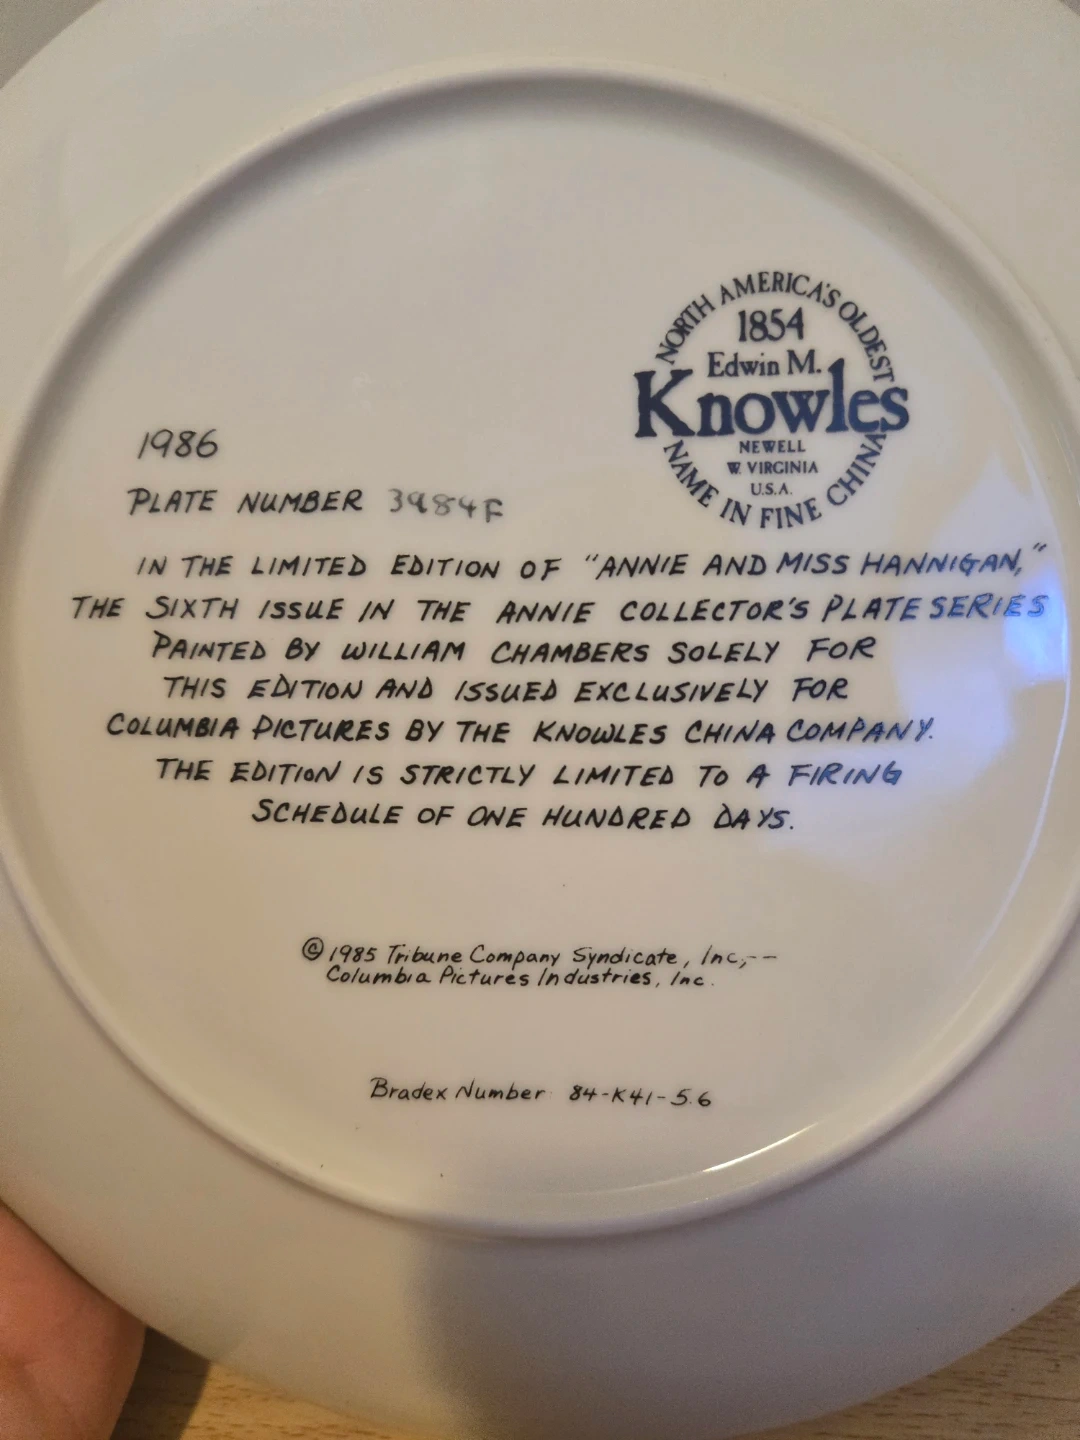 NORTH AMERICA'S OLDEST
1854
Edwin M.
Knowles
NEWELL
W. VIRGINIA
U.S.A.
NAME IN FINE CHINA
1986
PLATE NUMBER 3984F
IN THE LIMITED EDITION OF "ANNIE AND MISS HANNIGAN,"
THE SIXTH ISSUE IN THE ANNIE COLLECTOR'S PLATE SERIES
PAINTED BY WILLIAM CHAMBERS SOLELY FOR
THIS EDITION AND ISSUED EXCLUSIVELY FOR
COLUMBIA PICTURES BY THE KNOWLES CHINA COMPANY.
THE EDITION IS STRICTLY LIMITED TO A FIRING
SCHEDULE OF ONE HUNDRED DAYS.
© 1985 Tribune Company Syndicate, Inc,--
Columbia Pictures Industries, Inc.
Bradex Number: 84-K41-5.6